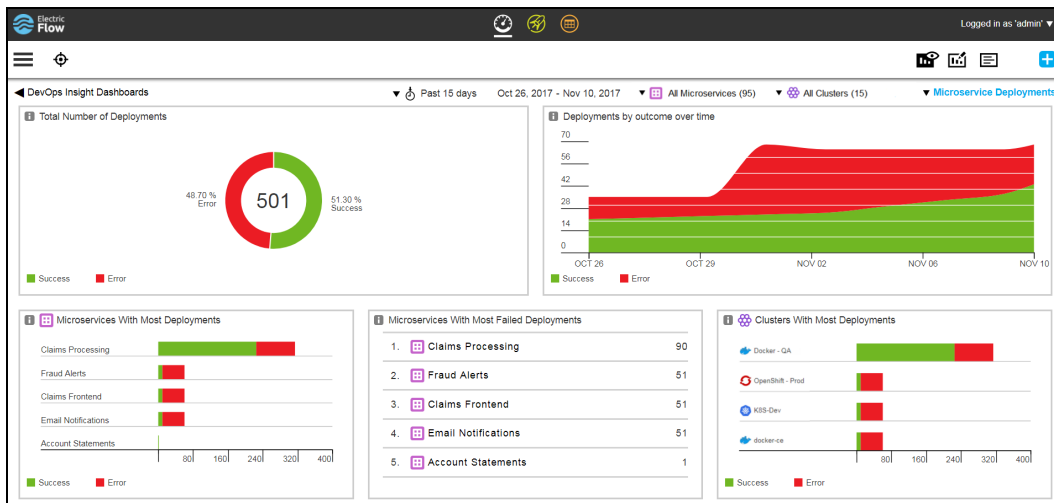 Electric
Flow
Logged in as 'admin'
DevOps Insight Dashboards
Past 15 days
Oct 26, 2017 - Nov 10, 2017
All Microservices (95)
All Clusters (15)
Microservice Deployments
Total Number of Deployments
48.70 %
Error
501
51.30 %
Success
Success
Error
Deployments by outcome over time
70
56
42
28
14
0
OCT 26
OCT 29
NOV 02
NOV 06
NOV 10
Success
Error
Microservices With Most Deployments
Claims Processing
Fraud Alerts
Claims Frontend
Email Notifications
Account Statements
80
160
240
320
400
Success
Error
Microservices With Most Failed Deployments
1. Claims Processing 90
2. Fraud Alerts 51
3. Claims Frontend 51
4. Email Notifications 51
5. Account Statements 1
Clusters With Most Deployments
Docker - QA
OpenShift - Prod
K8S-Dev
docker-ce
80
160
240
320
400
Success
Error